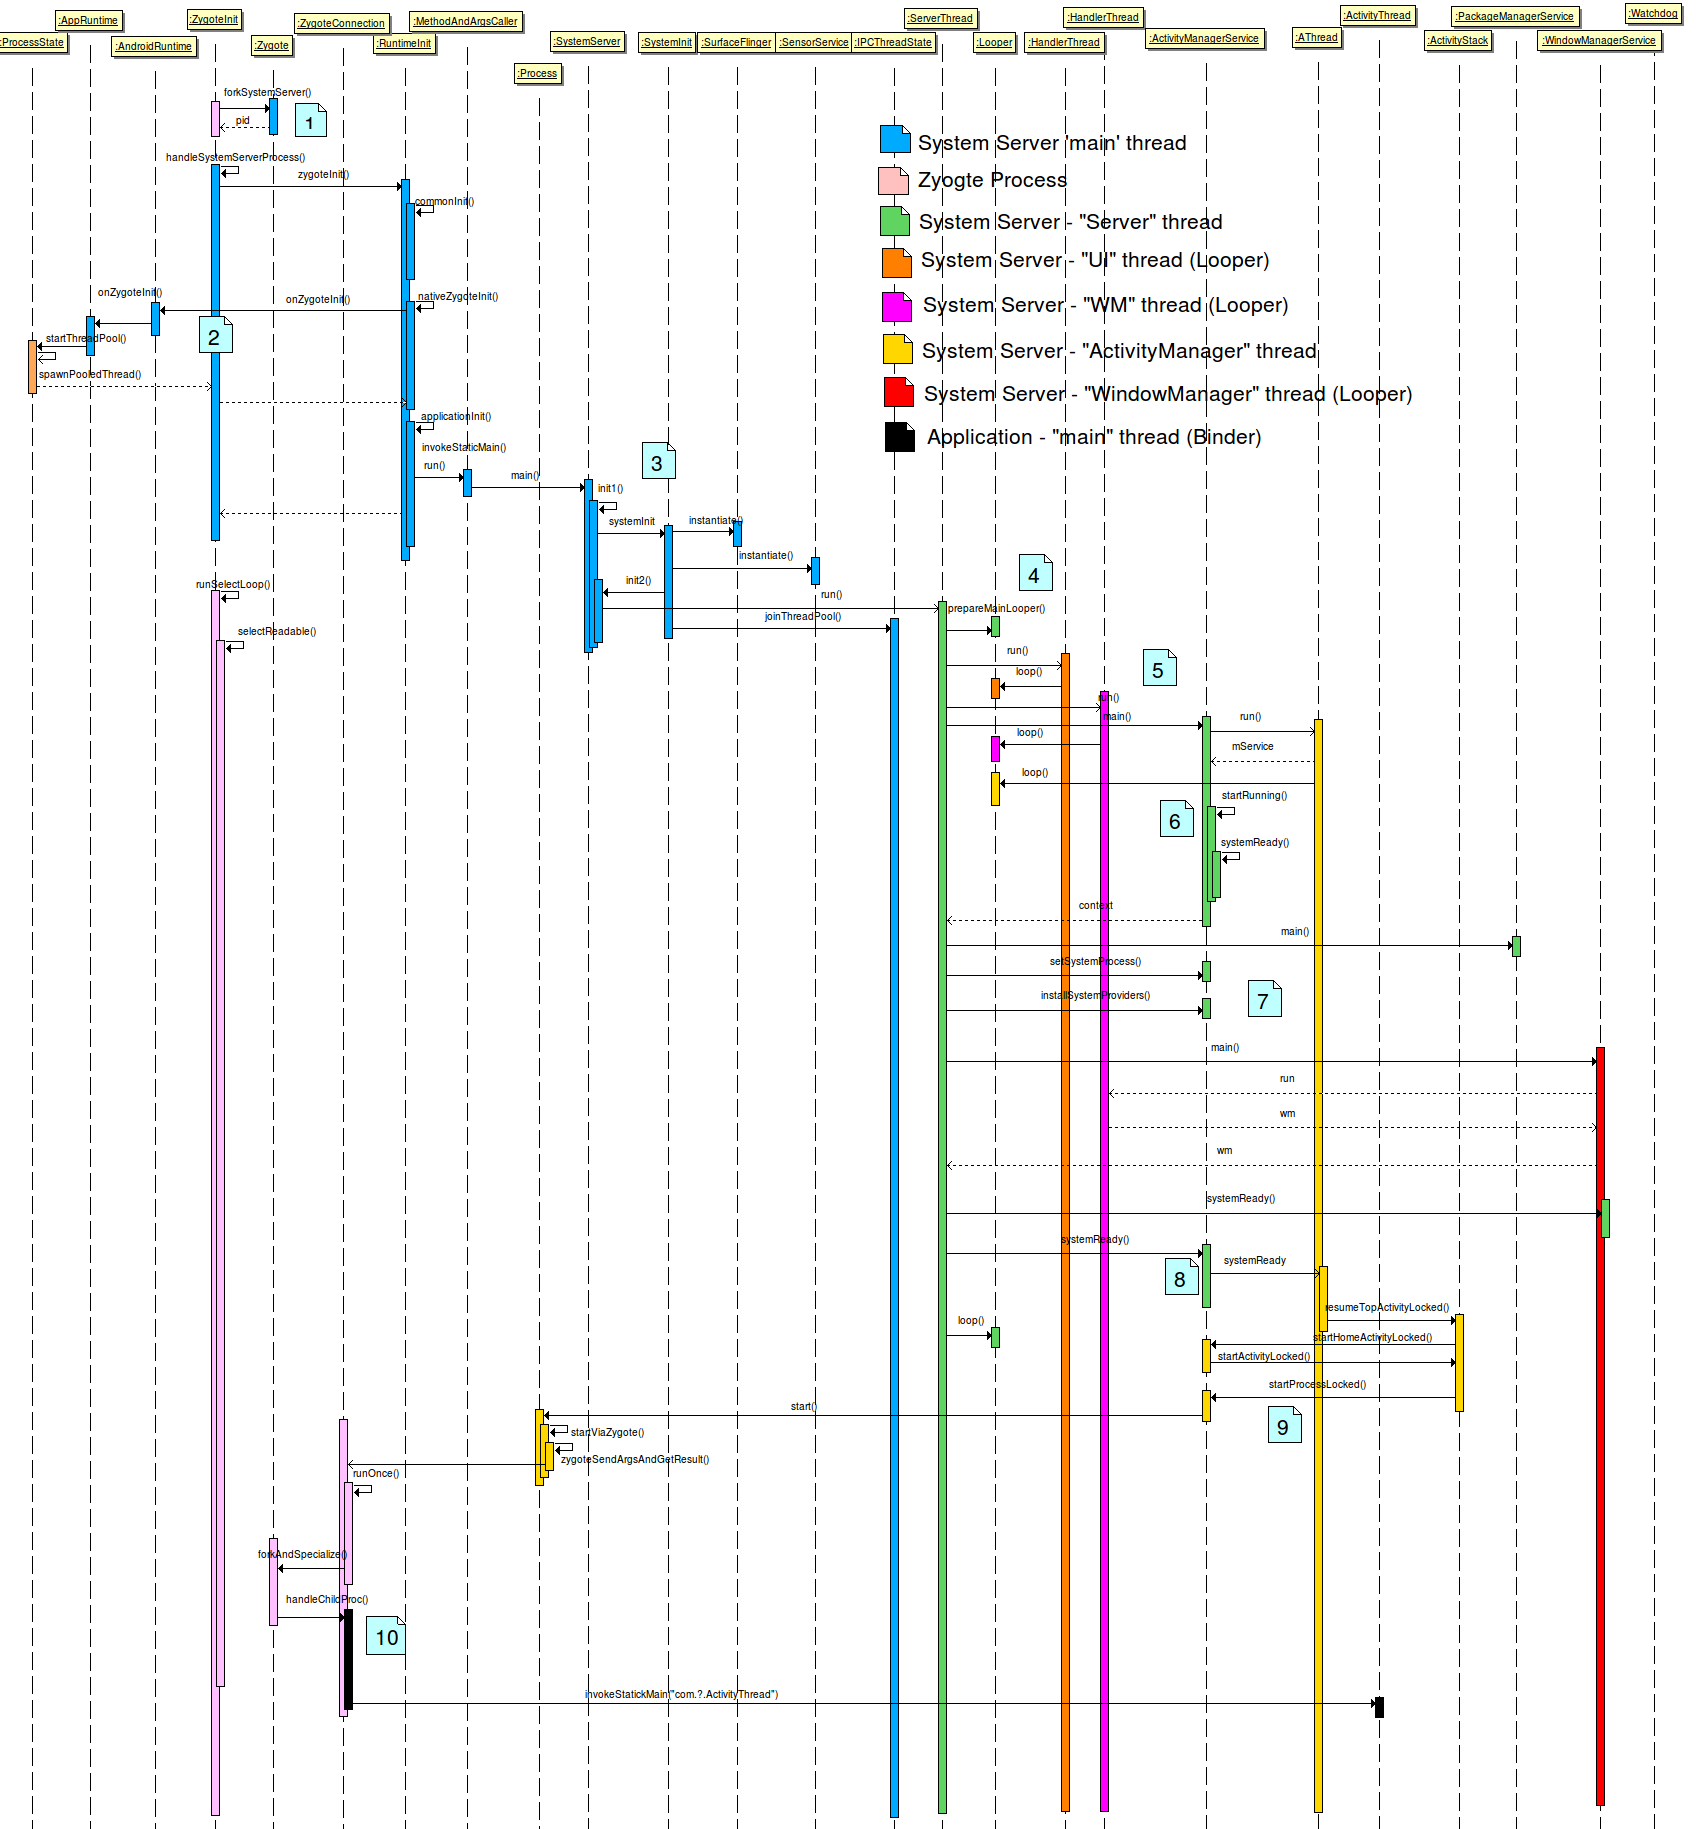 :ProcessState
:AppRuntime
:AndroidRuntime
:ZygoteInit
:Zygote
:ZygoteConnection
:RuntimeInit
:MethodAndArgsCaller
:Process
:SystemServer
:SystemInit
:SurfaceFlinger
:SensorService
:IPCThreadState
:ServerThread
:Looper
:HandlerThread
:HandlerThread
:ActivityManagerService
:AThread
:ActivityThread
:ActivityStack
:PackageManagerService
:WindowManagerService
:Watchdog
forkSystemServer()
pid
1
System Server 'main' thread
Zyogte Process
System Server - "Server" thread
System Server - "UI" thread (Looper)
System Server - "WM" thread (Looper)
System Server - "ActivityManager" thread
System Server - "WindowManager" thread (Looper)
Application - "main" thread (Binder)
handleSystemServerProcess()
zygoteInit()
commonInit()
onZygoteInit()
onZygoteInit()
nativeZygoteInit()
2
startThreadPool()
spawnPooledThread()
applicationInit()
invokeStaticMain()
run()
main()
3
init1()
systemInit
instantiate()
instantiate()
init2()
run()
joinThreadPool()
4
prepareMainLooper()
runSelectLoop()
selectReadable()
run()
loop()
5
run()
main()
run()
loop()
mService
loop()
startRunning()
6
systemReady()
context
main()
setSystemProcess()
installSystemProviders()
7
main()
run
wm
wm
systemReady()
systemReady()
8
systemReady
resumeTopActivityLocked()
loop()
startHomeActivityLocked()
startActivityLocked()
startProcessLocked()
start()
9
startViaZygote()
zygoteSendArgsAndGetResult()
runOnce()
forkAndSpecialize()
handleChildProc()
10
invokeStatickMain("com.?.ActivityThread")